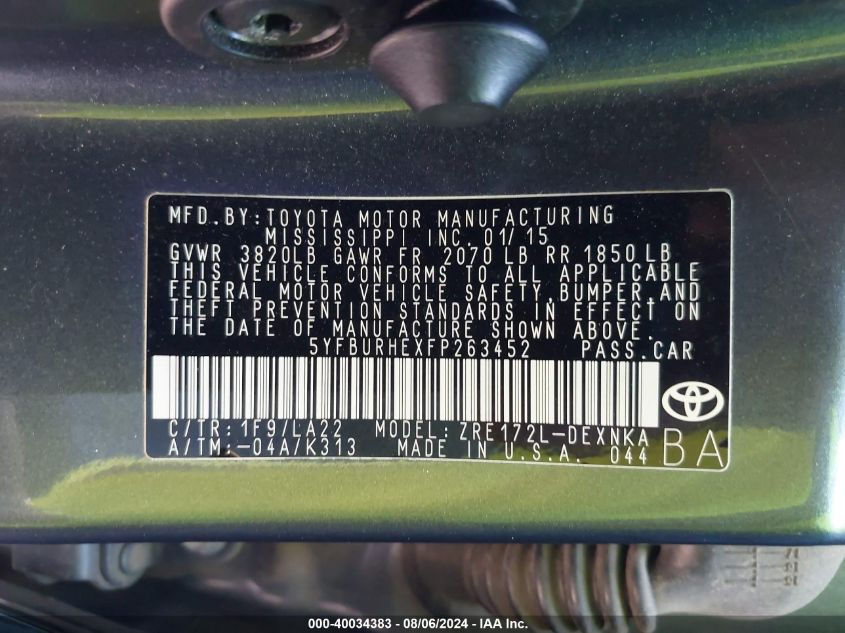 MFD.BY:TOYOTA MOTOR MANUFACTURING
MISSISSIPPI INC. 01/15
GVWR 3820LB GAWR FR 2070 LB RR 1850 LB
THIS VEHICLE CONFORMS TO ALL APPLICABLE
FEDERAL MOTOR VEHICLE SAFETY,BUMPER,AND
THEFT PREVENTION STANDARDS IN EFFECT ON
THE DATE OF MANUFACTURE SHOWN ABOVE.
5YFBURHEXFP263452 PASS.CAR
C/TR:1F9/LA22 MODEL:ZRE172L-DEXNKA
A/TM:-04A/K313 MADE IN U.S.A. 044
BA
000-40034383 - 08/06/2024 - IAA Inc.